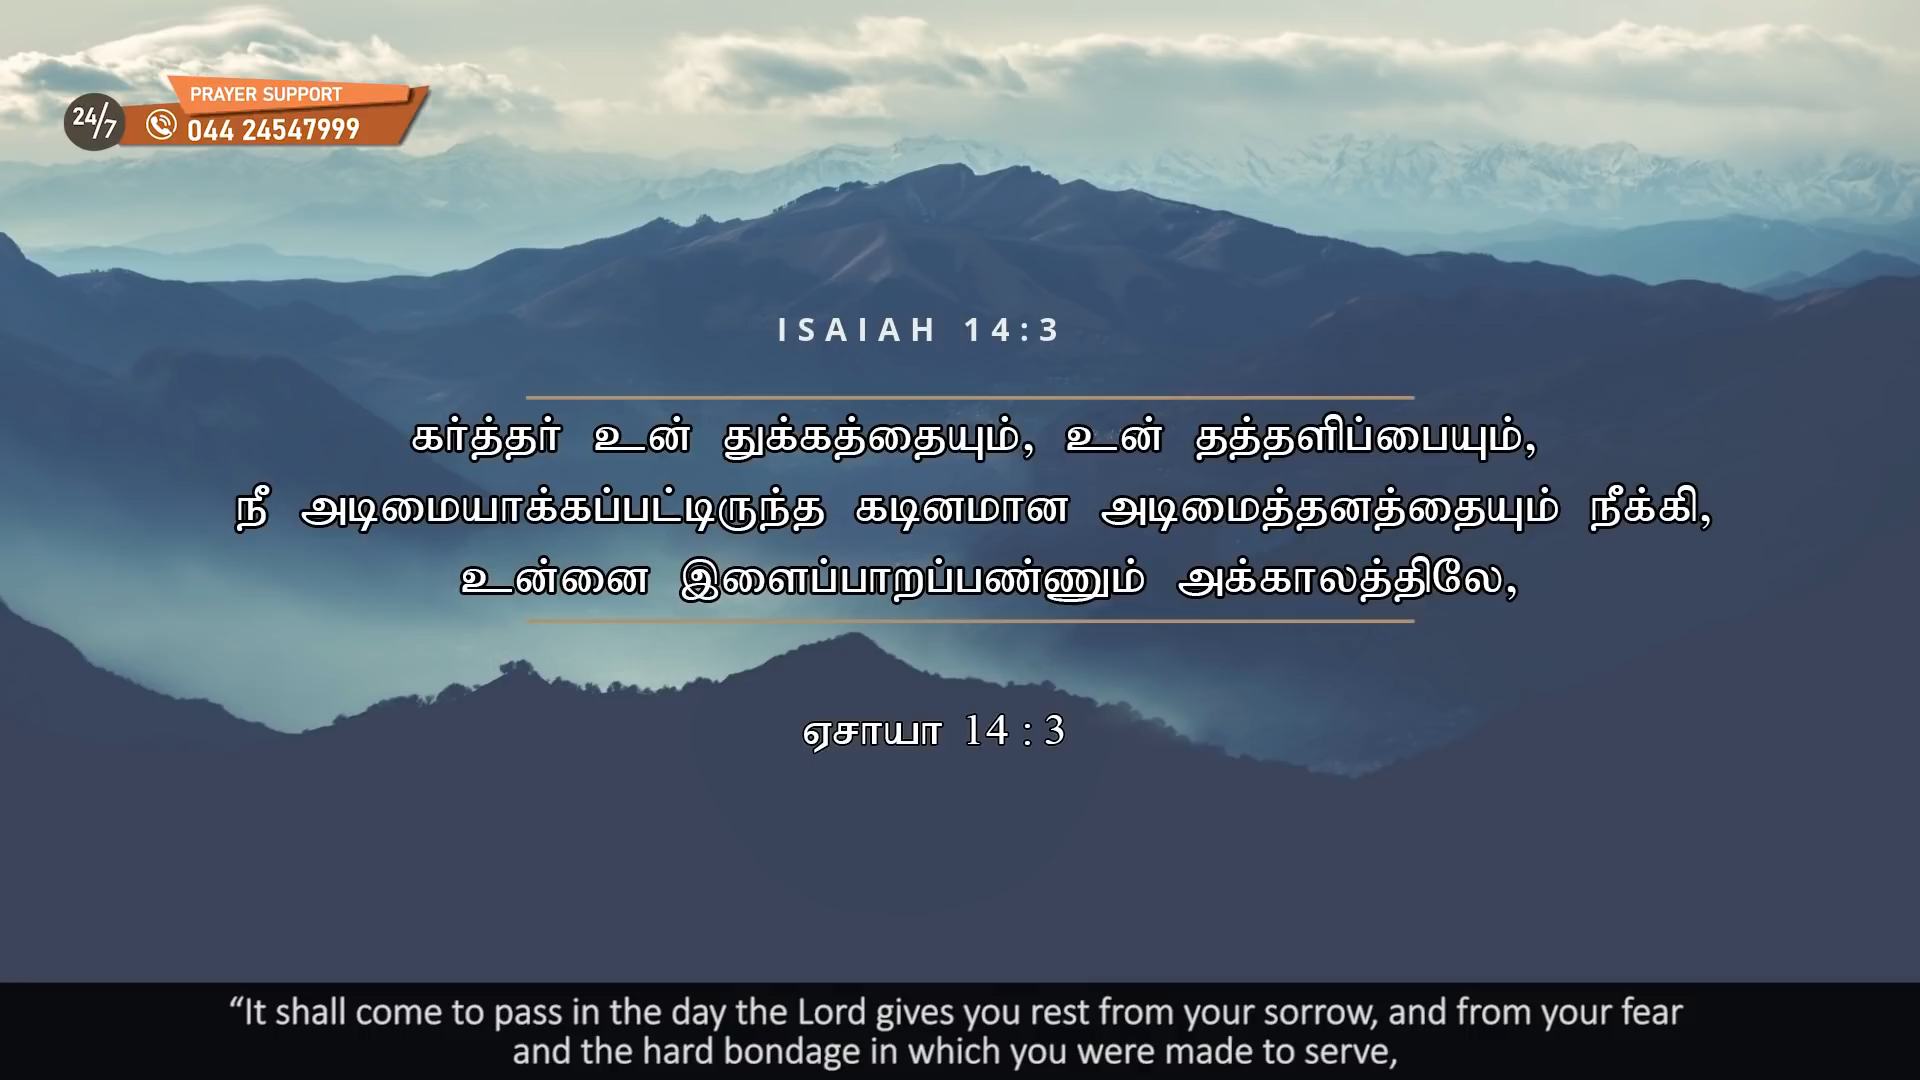 PRAYER SUPPORT
24/7
044 24547999
ISAIAH 14:3
கர்த்தர் உன் துக்கத்தையும், உன் தத்தளிப்பையும்,
நீ அடிமையாக்கப்பட்டிருந்த கடினமான அடிமைத்தனத்தையும் நீக்கி,
உன்னை இளைப்பாறப்பண்ணும் அக்காலத்திலே,
ஏசாயா 14 : 3
“It shall come to pass in the day the Lord gives you rest from your sorrow, and from your fear
and the hard bondage in which you were made to serve,